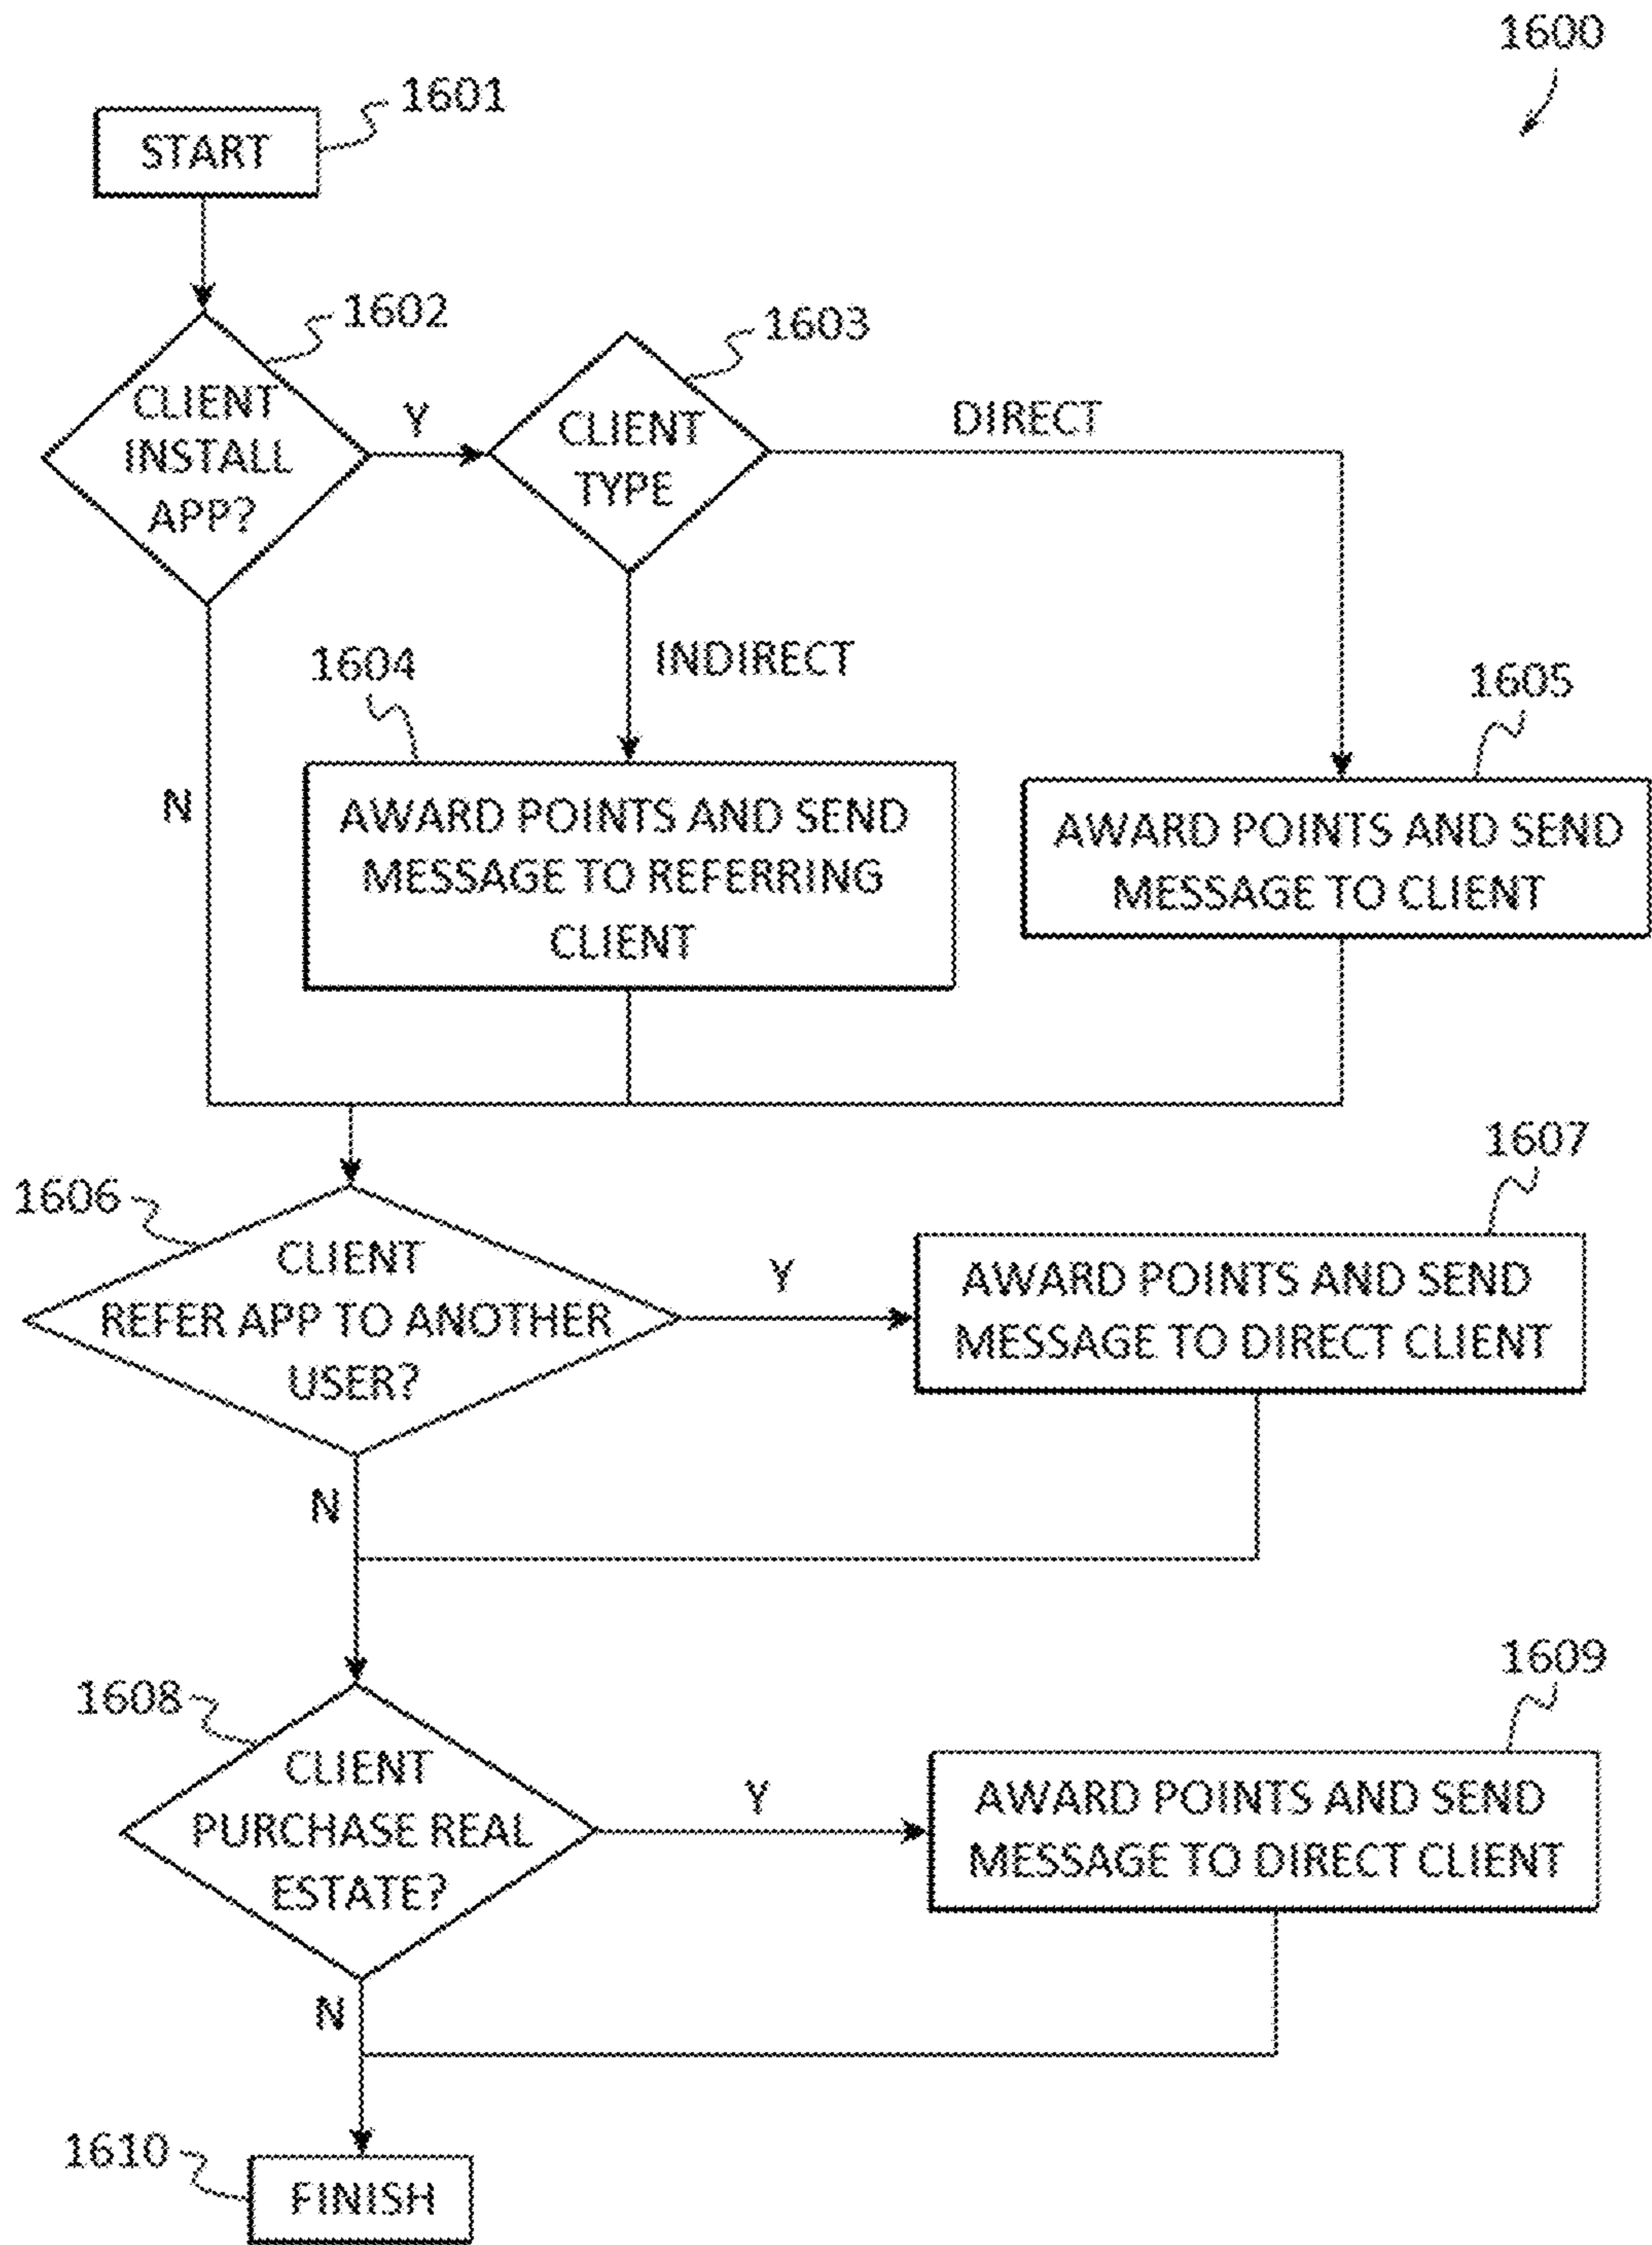 1600
1601
START
1602
1603
CLIENT
INSTALL
APP?
Y
CLIENT
TYPE
DIRECT
1604
INDIRECT
1605
N
AWARD POINTS AND SEND
MESSAGE TO REFERRING
CLIENT
AWARD POINTS AND SEND
MESSAGE TO CLIENT
1606
1607
CLIENT
REFER APP TO ANOTHER
USER?
Y
AWARD POINTS AND SEND
MESSAGE TO DIRECT CLIENT
N
1608
1609
CLIENT
PURCHASE REAL
ESTATE?
Y
AWARD POINTS AND SEND
MESSAGE TO DIRECT CLIENT
N
1610
FINISH